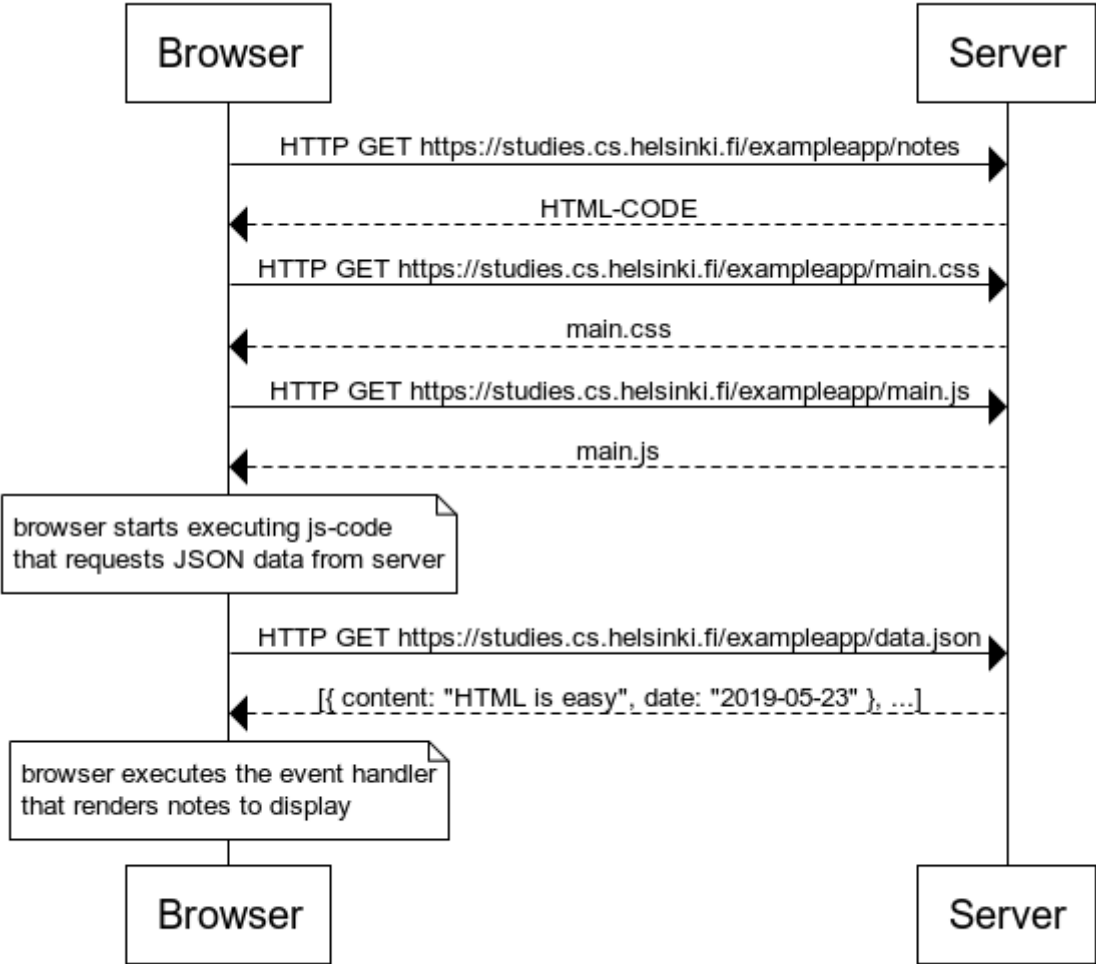 Browser
Server
HTTP GET https://studies.cs.helsinki.fi/exampleapp/notes
HTML-CODE
HTTP GET https://studies.cs.helsinki.fi/exampleapp/main.css
main.css
HTTP GET https://studies.cs.helsinki.fi/exampleapp/main.js
main.js
browser starts executing js-code
that requests JSON data from server
HTTP GET https://studies.cs.helsinki.fi/exampleapp/data.json
[{ content: "HTML is easy", date: "2019-05-23" }, ...]
browser executes the event handler
that renders notes to display
Browser
Server